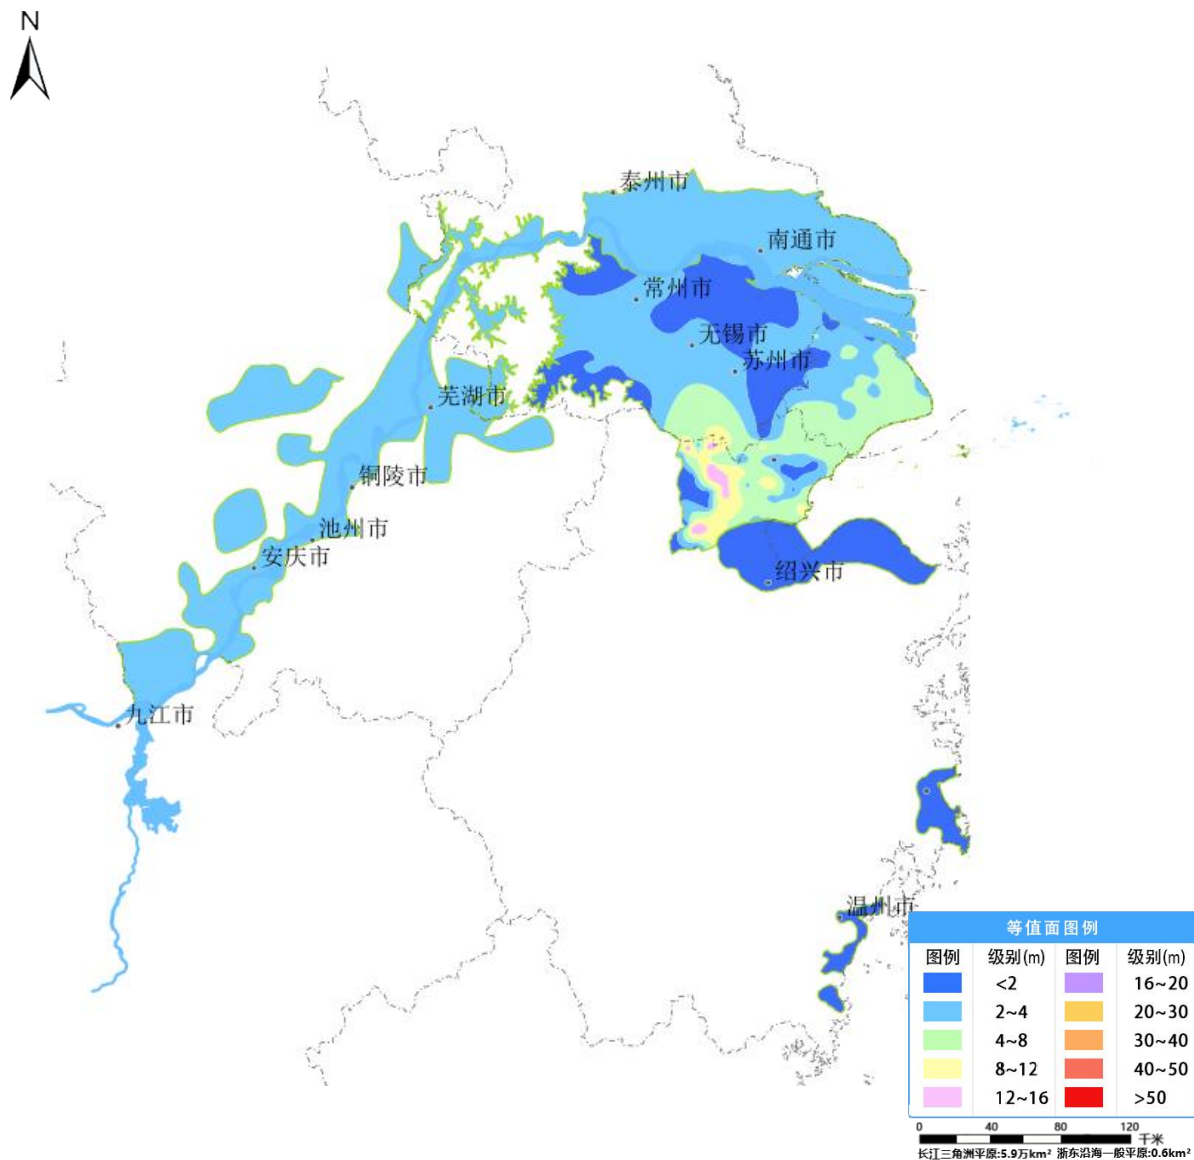 N
泰州市
南通市
常州市
无锡市
苏州市
芜湖市
铜陵市
池州市
安庆市
绍兴市
九江市
温州市
等值面图例
图例 级别(m) 图例 级别(m)
<2 16~20
2~4 20~30
4~8 30~40
8~12 40~50
12~16 >50
0 40 80 120
千米
长江三角洲平原:5.9万km² 浙东沿海一般平原:0.6km²